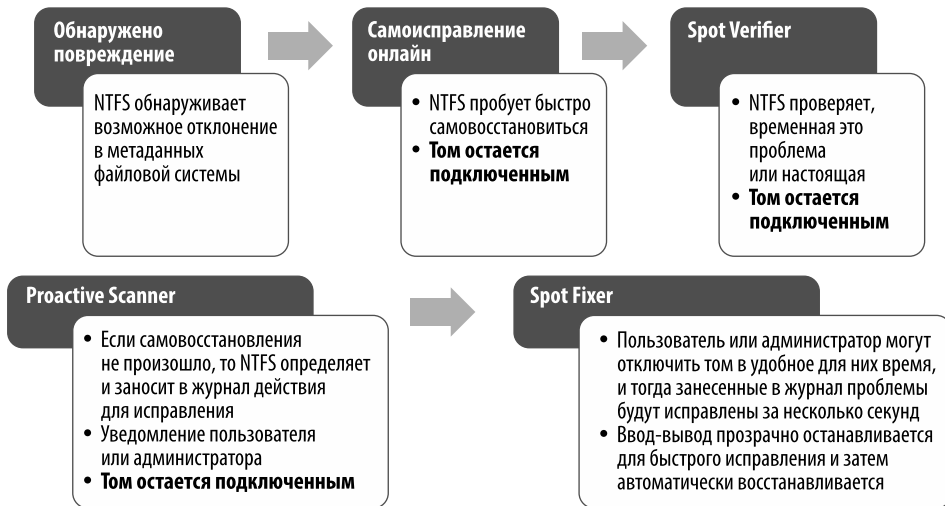 Обнаружено
повреждение
NTFS обнаруживает
возможное отклонение
в метаданных
файловой системы
Самоисправление
онлайн
• NTFS пробует быстро
самовосстановиться
• Том остается
подключенным
Spot Verifier
• NTFS проверяет,
временная это
проблема
или настоящая
• Том остается
подключенным
Proactive Scanner
• Если самовосстановления
не произошло, то NTFS определяет
и заносит в журнал действия
для исправления
• Уведомление пользователя
или администратора
• Том остается подключенным
Spot Fixer
• Пользователь или администратор могут
отключить том в удобное для них время,
и тогда занесенные в журнал проблемы
будут исправлены за несколько секунд
• Ввод-вывод прозрачно останавливается
для быстрого исправления и затем
автоматически восстанавливается